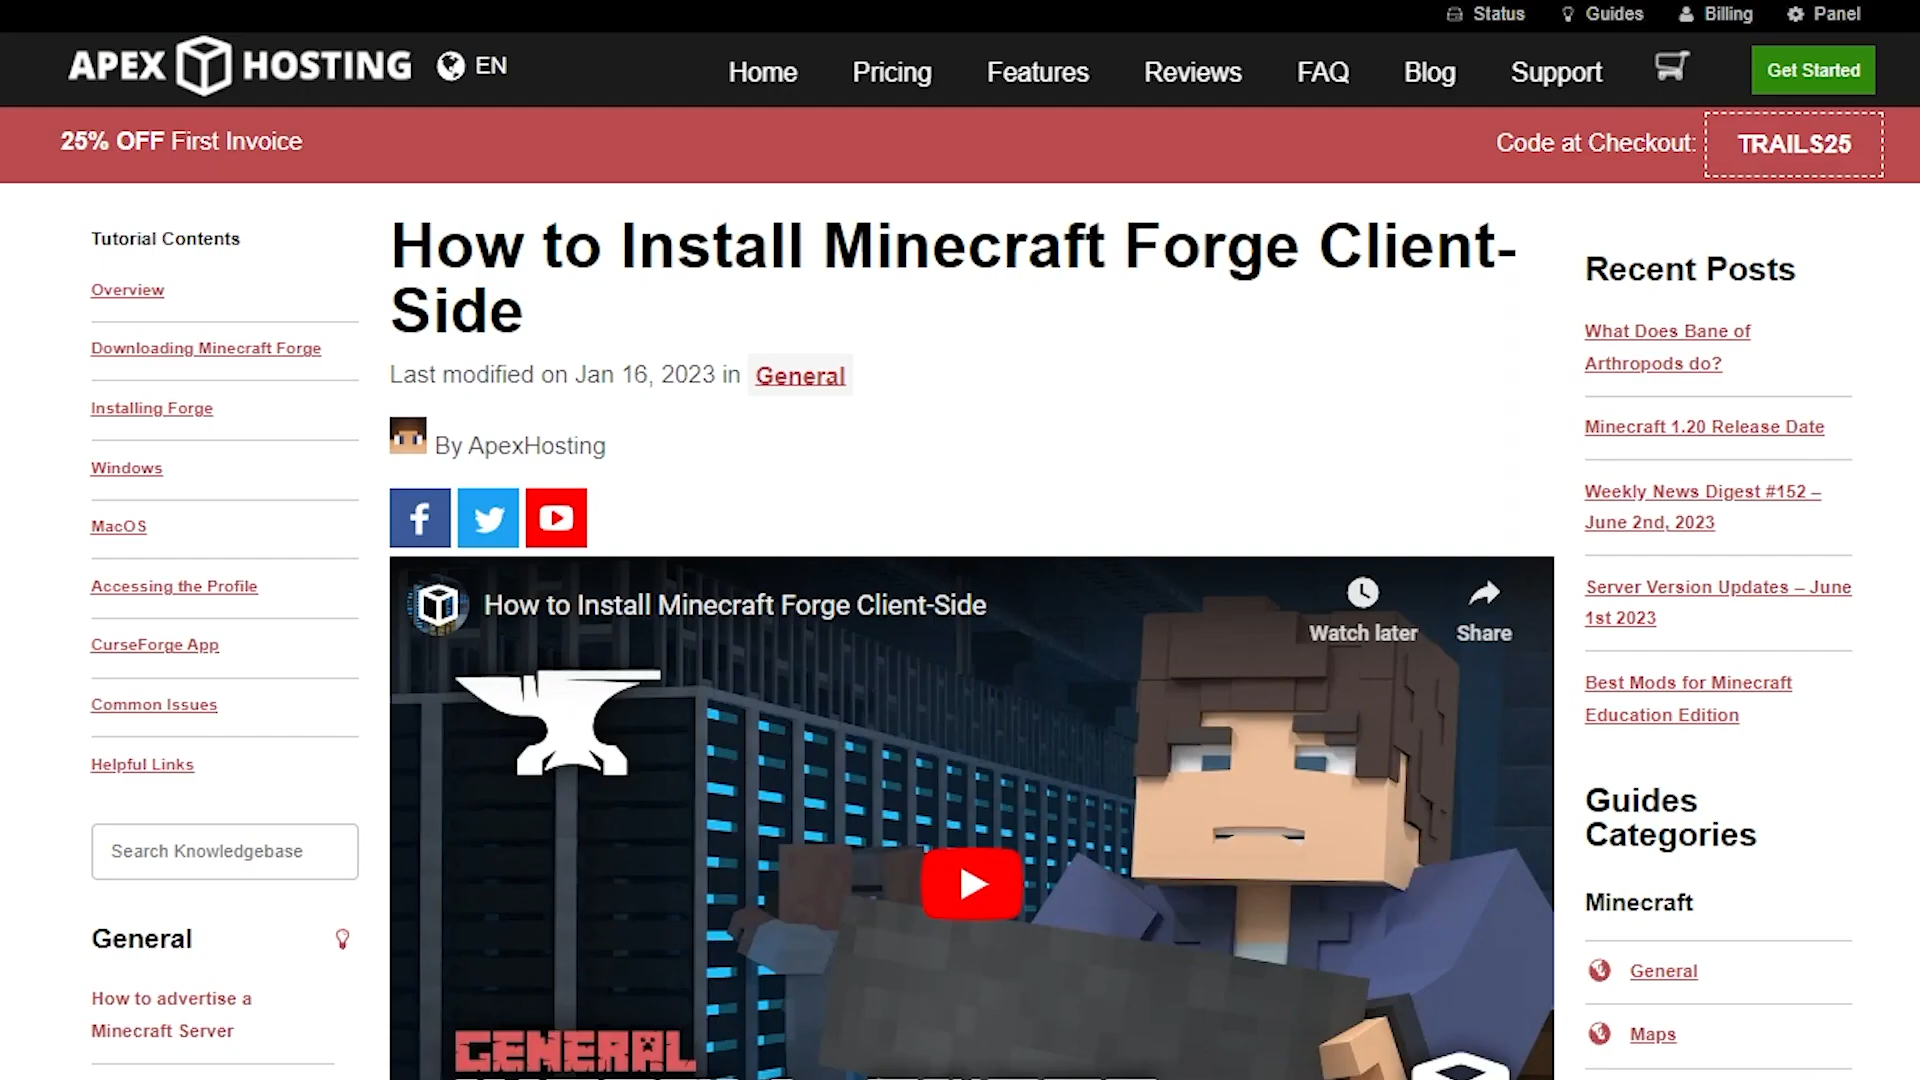 Status
Guides
Billing
Panel
APEX HOSTING
EN
Home
Pricing
Features
Reviews
FAQ
Blog
Support
Get Started
25% OFF First Invoice
Code at Checkout:
TRAILS25
Tutorial Contents
Overview
Downloading Minecraft Forge
Installing Forge
Windows
MacOS
Accessing the Profile
CurseForge App
Common Issues
Helpful Links
Search Knowledgebase
General
How to advertise a
Minecraft Server
How to Install Minecraft Forge Client-
Side
Last modified on Jan 16, 2023 in General
By ApexHosting
How to Install Minecraft Forge Client-Side
Watch later
Share
GENERAL
Recent Posts
What Does Bane of
Arthropods do?
Minecraft 1.20 Release Date
Weekly News Digest #152 –
June 2nd, 2023
Server Version Updates – June
1st 2023
Best Mods for Minecraft
Education Edition
Guides
Categories
Minecraft
General
Maps